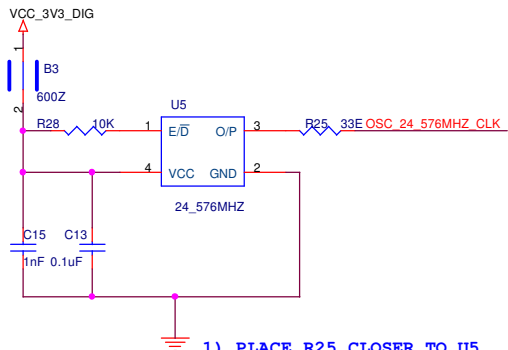 VCC_3V3_DIG
1
B3
600Z
2
U5
R28 10K 1 E/D O/P 3 R25 33E OSC_24_576MHZ_CLK
4 VCC GND 2
24_576MHZ
C15 C13
1nF 0.1uF
1) PLACE R25 CLOSER TO U5